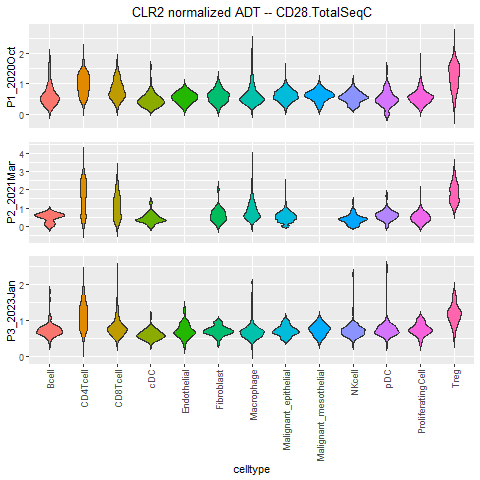 CLR2 normalized ADT -- CD28.TotalSeqC
P1_2020Oct
2
1
0
P2_2021Mar
4
3
2
1
0
P3_2023Jan
2
1
0
Bcell
CD4Tcell
CD8Tcell
cDC
Endothelial
Fibroblast
Macrophage
Malignant_epithelial
Malignant_mesothelial
NKcell
pDC
ProliferatingCell
Treg
celltype